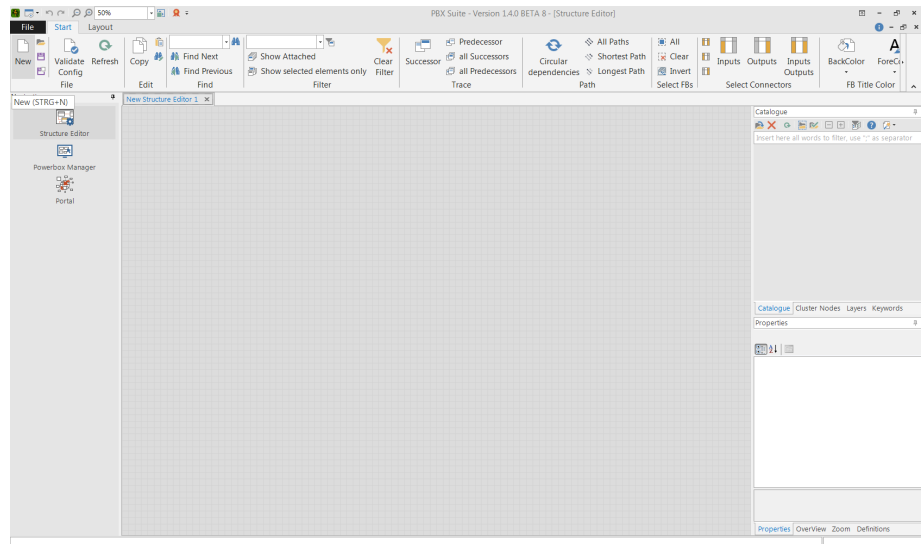 50%
PBX Suite - Version 1.4.0 BETA 8 - [Structure Editor]
File Start Layout
New Validate Config Refresh
File
Copy
Edit
Find Next
Find Previous
Find
Show Attached
Show selected elements only
Clear Filter
Filter
Successor
Predecessor
all Successors
all Predecessors
Trace
Circular dependencies
All Paths
Shortest Path
Longest Path
Path
All
Clear
Invert
Select FBs
Inputs Outputs Inputs Outputs
Select Connectors
BackColor ForeCo
FB Title Color
New (STRG+N)
Structure Editor
Powerbox Manager
Portal
New Structure Editor 1
Catalogue
Insert here all words to filter, use ";" as separator
Catalogue Cluster Nodes Layers Keywords
Properties
Properties OverView Zoom Definitions